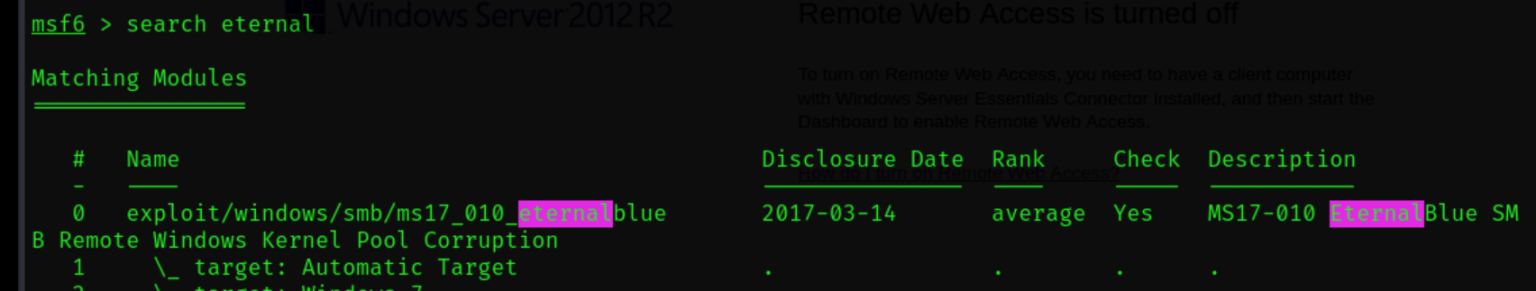 Windows Server 2012 R2
Remote Web Access is turned off
msf6 > search eternal
To turn on Remote Web Access, you need to have a client computer
with Windows Server Essentials Connector installed, and then start the
Dashboard to enable Remote Web Access.
How do I turn on Remote Web Access?
Matching Modules
================
# Name Disclosure Date Rank Check Description
- ---- --------------- ---- ----- -----------
0 exploit/windows/smb/ms17_010_eternalblue 2017-03-14 average Yes MS17-010 EternalBlue SM
B Remote Windows Kernel Pool Corruption
1 \_ target: Automatic Target . . . .
2 \_ target: Windows 7